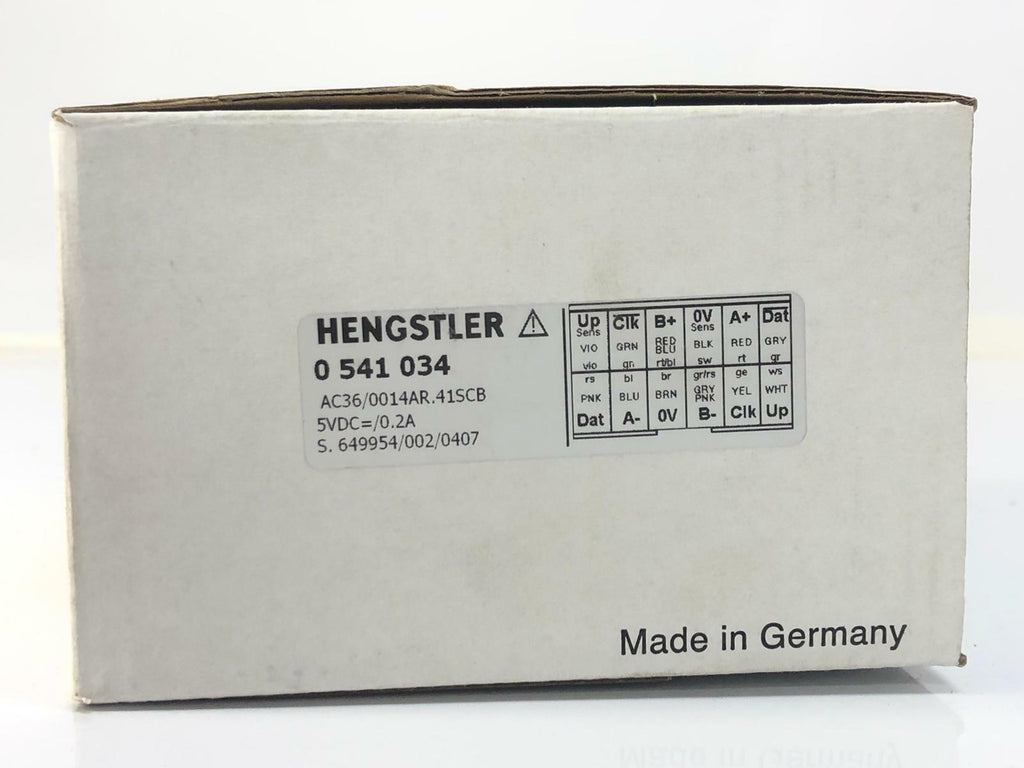 HENGSTLER ⚠
0 541 034
AC36/0014AR.41SCB
5VDC=/0.2A
S. 649954/002/0407
Up Sens C̅l̅k̅ B+ 0V Sens A+ D̅a̅t̅
VIO GRN RED BLU BLK RED GRY
vio gn rt/bl sw rt gr
rs bl br gr/rs ge ws
PNK BLU BRN GRY PNK YEL WHT
Dat A- 0V B- Clk Up
Made in Germany